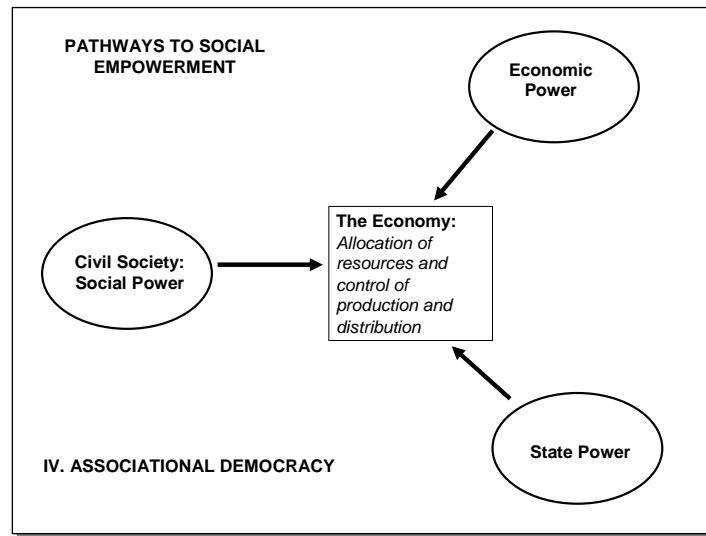 PATHWAYS TO SOCIAL
EMPOWERMENT
Economic
Power
The Economy:
Allocation of
resources and
control of
production and
distribution
Civil Society:
Social Power
State Power
IV. ASSOCIATIONAL DEMOCRACY